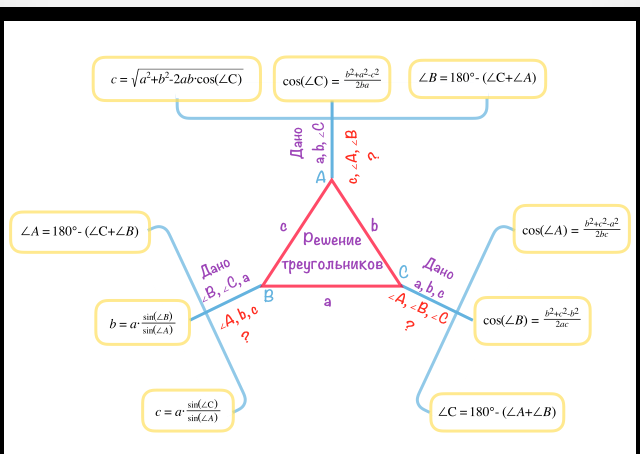 c = √a²+b²-2ab·cos(∠C)
cos(∠C) = b²+a²-c² / 2ba
∠B = 180°- (∠C+∠A)
Дано
a, b, ∠C
c, ∠A, ∠B
?
A
∠A = 180°- (∠C+∠B)
cos(∠A) = b²+c²-a² / 2bc
c
b
Решение
треугольников
Дано
∠B, ∠C, a
B
∠A, b, c
?
a
C
Дано
a, b, c
∠A, ∠B, ∠C
?
b = a· sin(∠B) / sin(∠A)
cos(∠B) = b²+c²-b² / 2ac
c = a· sin(∠C) / sin(∠A)
∠C = 180°- (∠A+∠B)